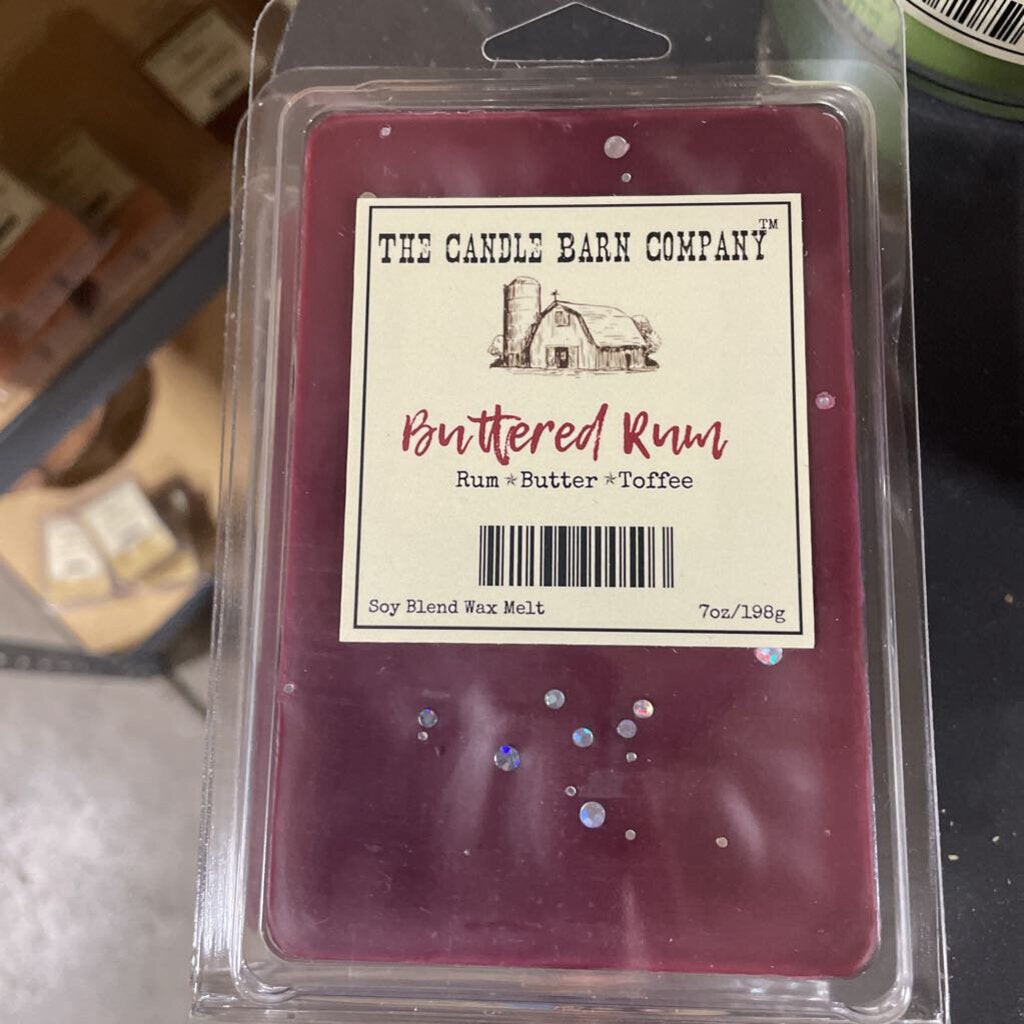 THE CANDLE BARN COMPANY™
Buttered Rum
Rum ★ Butter ★ Toffee
Soy Blend Wax Melt 7oz/198g